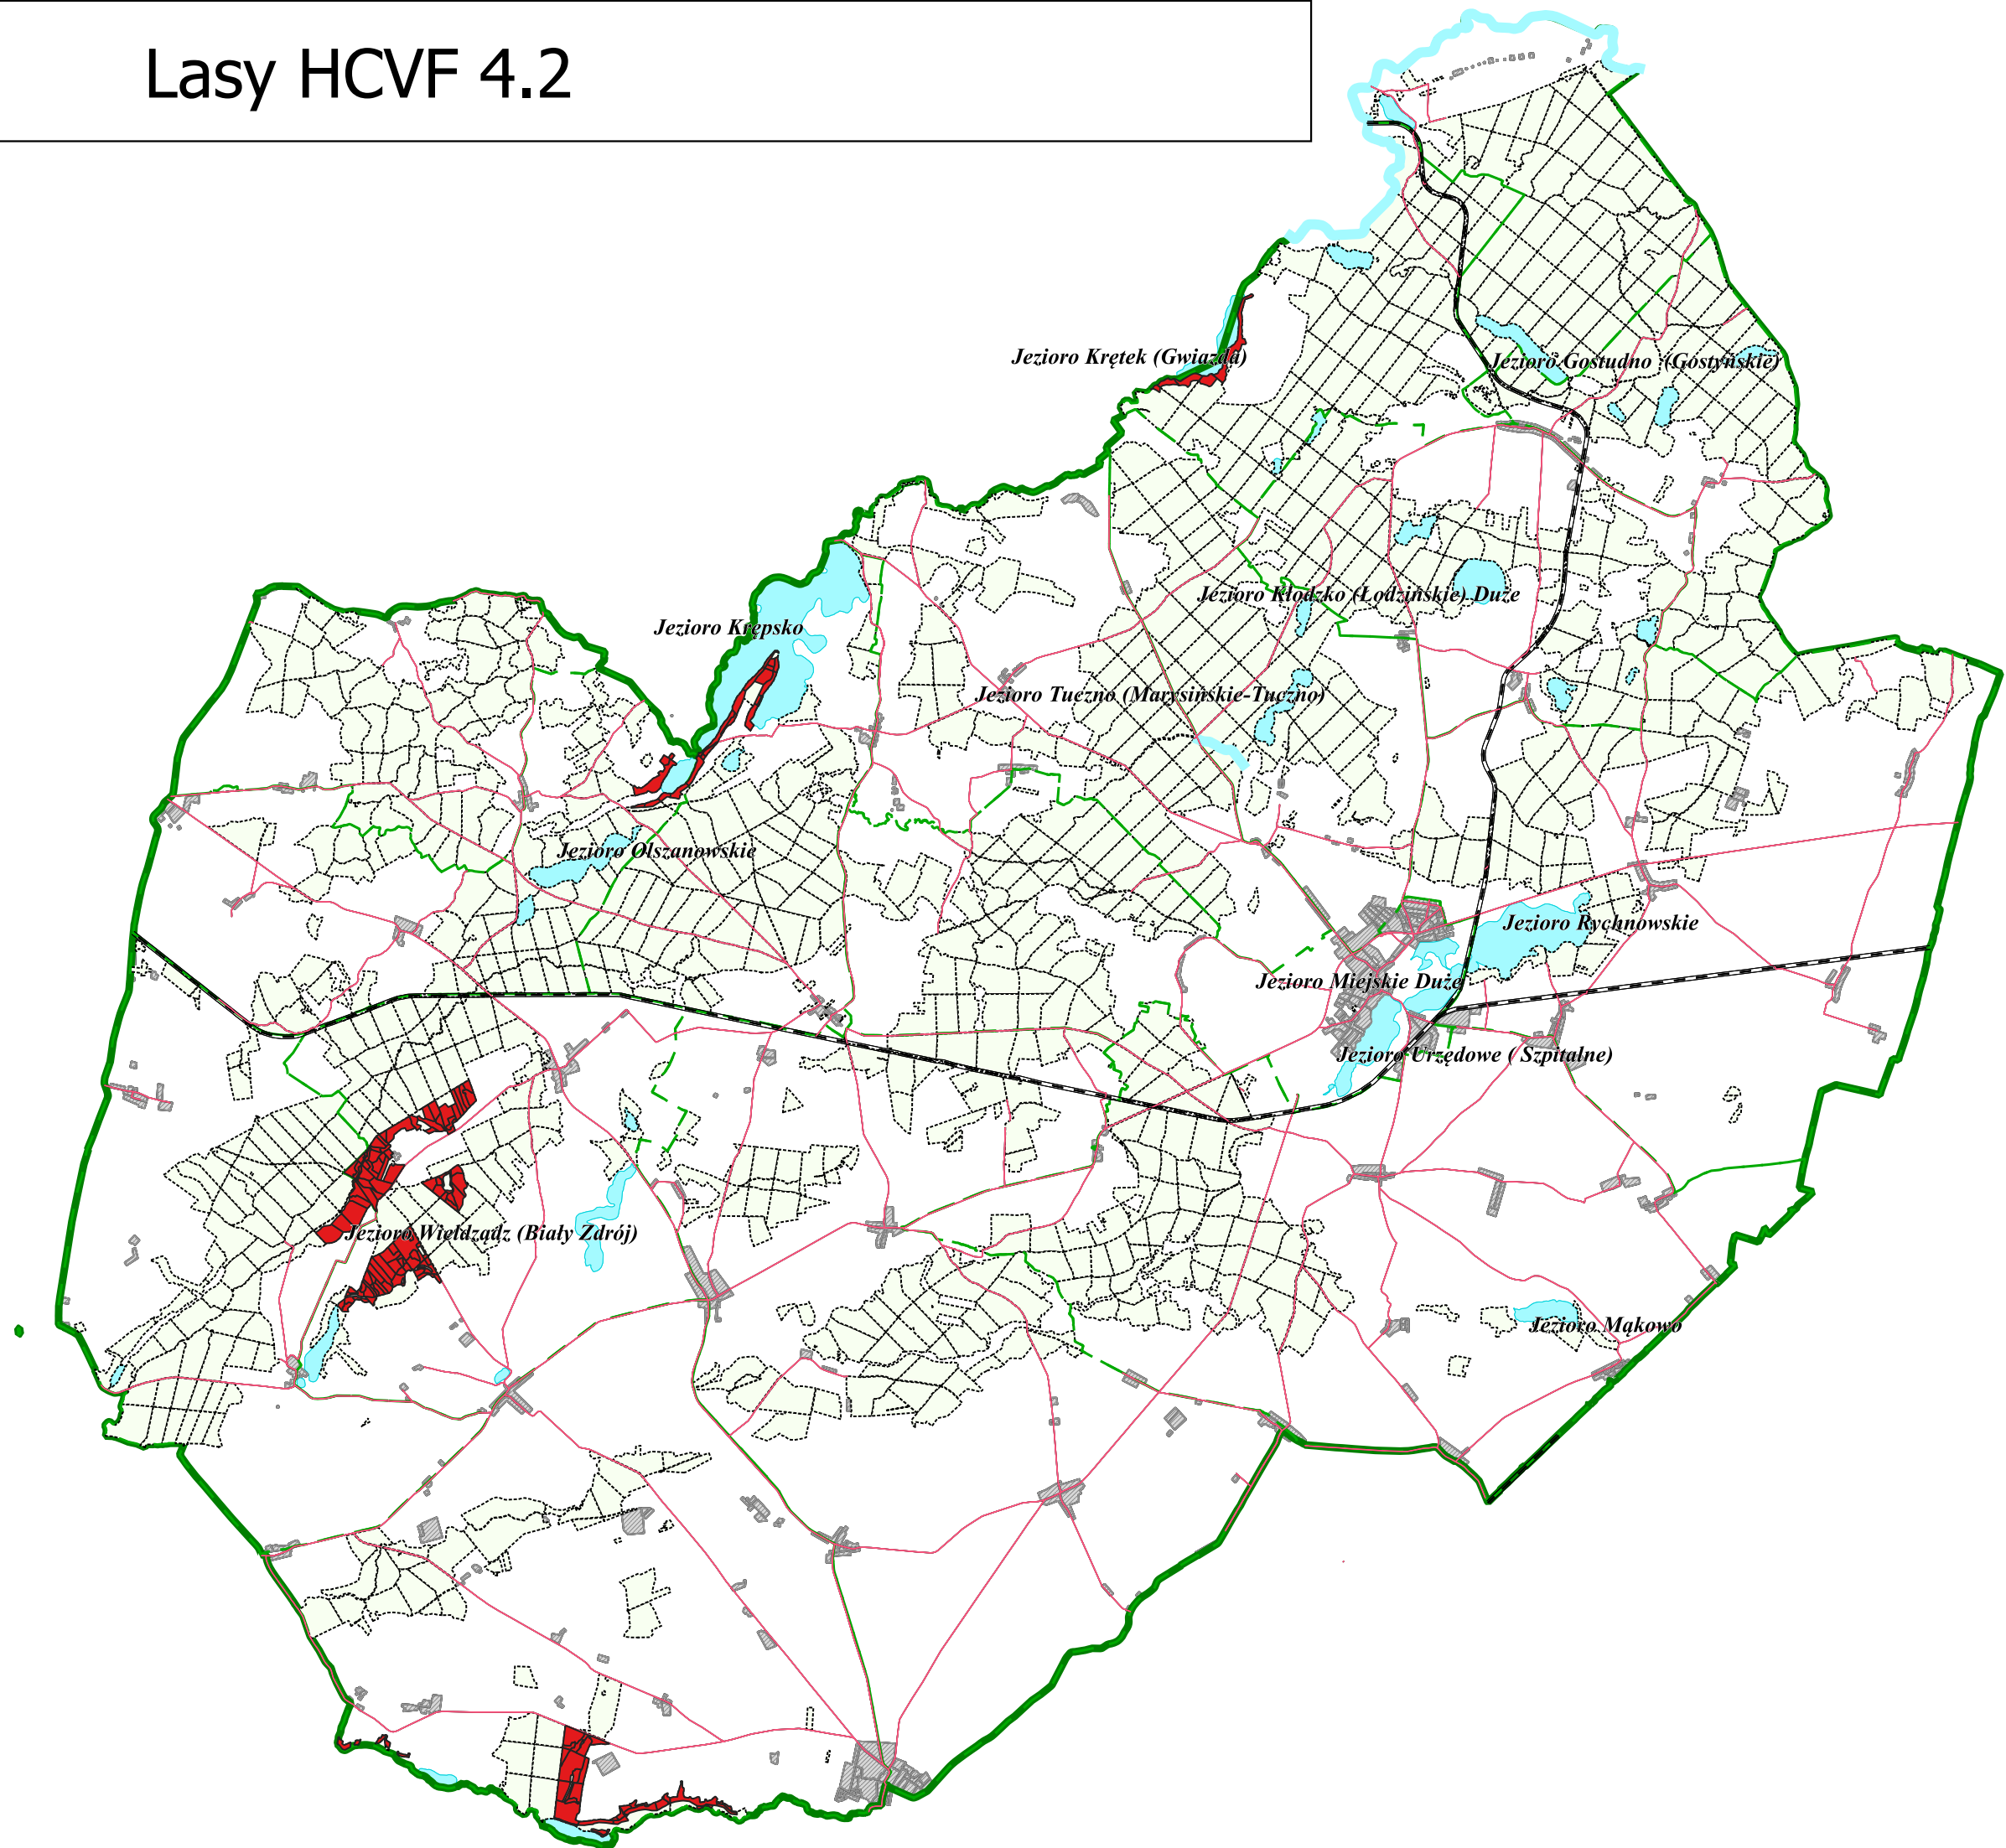 Lasy HCVF 4.2
Jezioro Krętek (Gwiazda)
Jezioro Gostudno (Gostyńskie)
Jezioro Kłodzko (Łodzińskie) Duże
Jezioro Krępsko
Jezioro Tuczno (Marysińskie-Tuczno)
Jezioro Olszanowskie
Jezioro Rychnowskie
Jezioro Miejskie Duże
Jezioro Urzędowe ( Szpitalne)
Jezioro Wieldządz (Biały Zdrój)
Jezioro Mąkowo